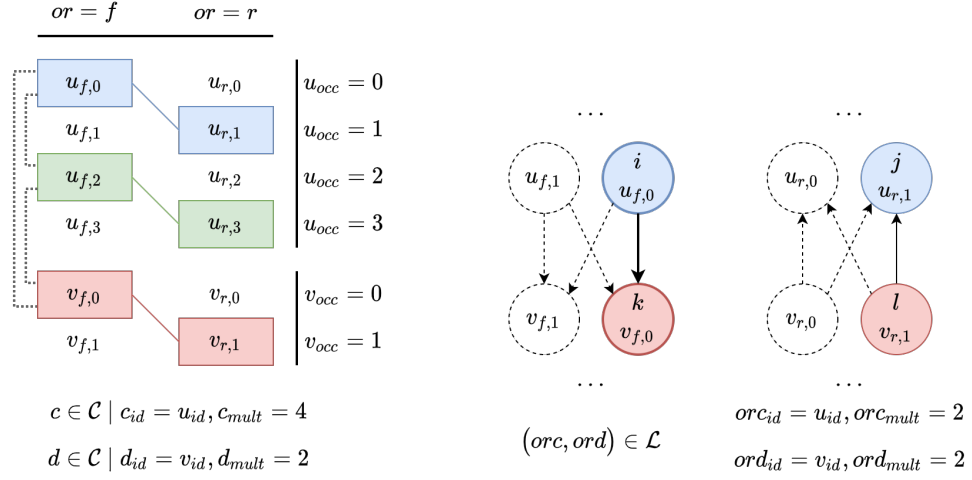 or = f or = r
u_{f,0} u_{r,0} u_{occ} = 0
u_{f,1} u_{r,1} u_{occ} = 1
u_{f,2} u_{r,2} u_{occ} = 2
u_{f,3} u_{r,3} u_{occ} = 3
v_{f,0} v_{r,0} v_{occ} = 0
v_{f,1} v_{r,1} v_{occ} = 1
c ∈ 𝒞 | c_{id} = u_{id}, c_{mult} = 4
d ∈ 𝒞 | d_{id} = v_{id}, d_{mult} = 2
...
u_{f,1}
i
u_{f,0}
v_{f,1}
k
v_{f,0}
...
(orc, ord) ∈ ℒ
...
u_{r,0}
j
u_{r,1}
v_{r,0}
l
v_{r,1}
...
orc_{id} = u_{id}, orc_{mult} = 2
ord_{id} = v_{id}, ord_{mult} = 2